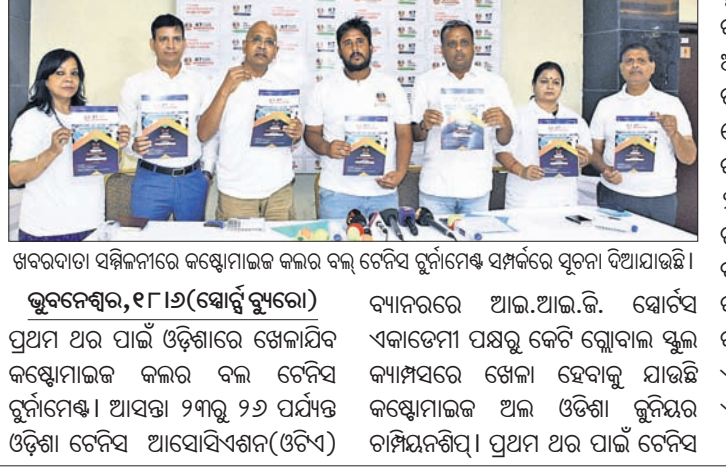 ଖବରଦାତା ସମ୍ମିଳନୀରେ କଷ୍ଟୋମାଇଜ କଲର ବଲ୍ ଟେନିସ ଟୁର୍ନାମେଣ୍ଟ ସମ୍ପର୍କରେ ସୂଚନା ଦିଆଯାଉଛି।
ଭୁବନେଶ୍ୱର,୧୮।୬(ସ୍ପୋର୍ଟ୍ସ ବ୍ୟୁରୋ)
ପ୍ରଥମ ଥର ପାଇଁ ଓଡ଼ିଶାରେ ଖେଳାଯିବ
କଷ୍ଟୋମାଇଜ କଲର ବଲ ଟେନିସ
ଟୁର୍ନାମେଣ୍ଟ। ଆସନ୍ତା ୨୩ରୁ ୨୬ ପର୍ଯ୍ୟନ୍ତ
ଓଡ଼ିଶା ଟେନିସ ଆସୋସିଏଶନ(ଓଟିଏ)
ବ୍ୟାନରରେ ଆଇ.ଆଇ.ଜି. ସ୍ପୋର୍ଟସ
ଏକାଡେମୀ ପକ୍ଷରୁ କେଟି ଗ୍ଲୋବାଲ ସ୍କୁଲ
କ୍ୟାମ୍ପସରେ ଖେଳା ହେବାକୁ ଯାଉଛି
କଷ୍ଟୋମାଇଜ ଅଲ ଓଡିଶା ଜୁନିୟର
ଚାମ୍ପିୟନଶିପ୍। ପ୍ରଥମ ଥର ପାଇଁ ଟେନିସ